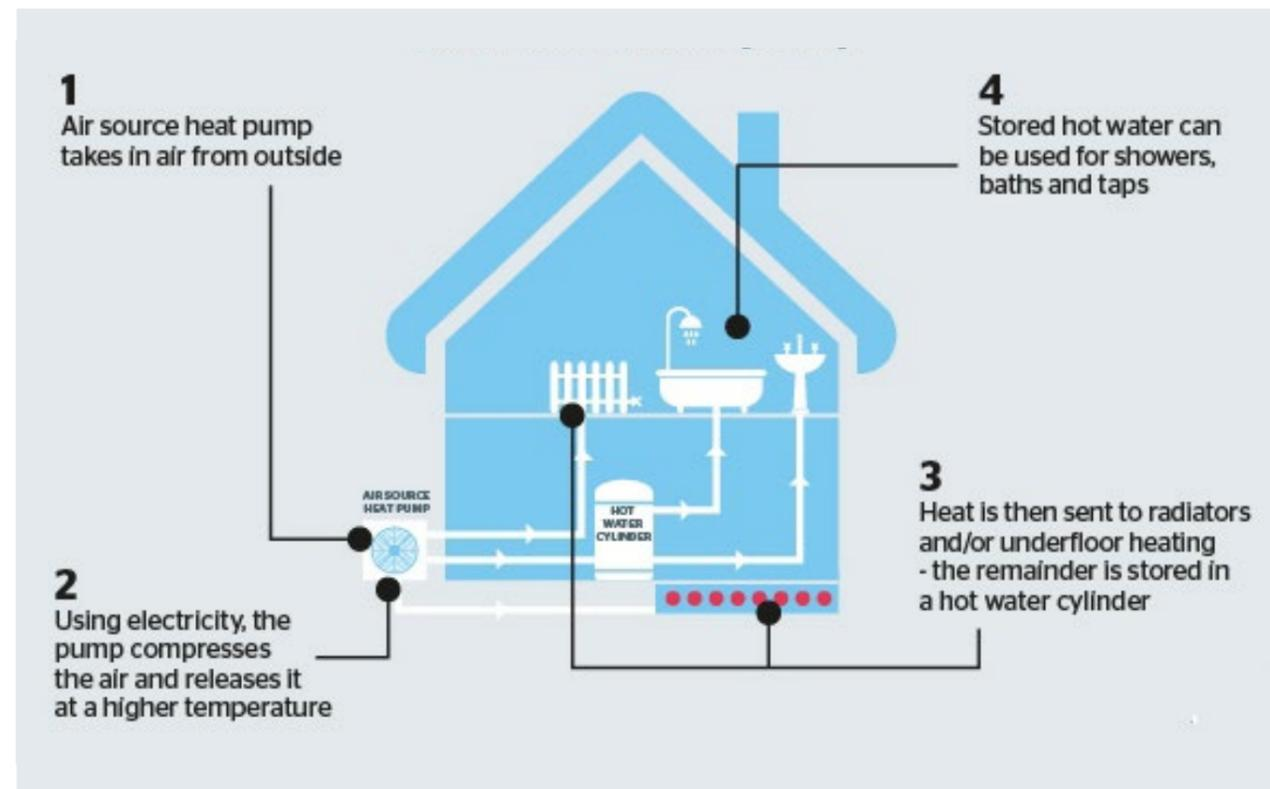 1
Air source heat pump
takes in air from outside
4
Stored hot water can
be used for showers,
baths and taps
AIR SOURCE
HEAT PUMP
HOT
WATER
CYLINDER
3
Heat is then sent to radiators
and/or underfloor heating
- the remainder is stored in
a hot water cylinder
2
Using electricity, the
pump compresses
the air and releases it
at a higher temperature